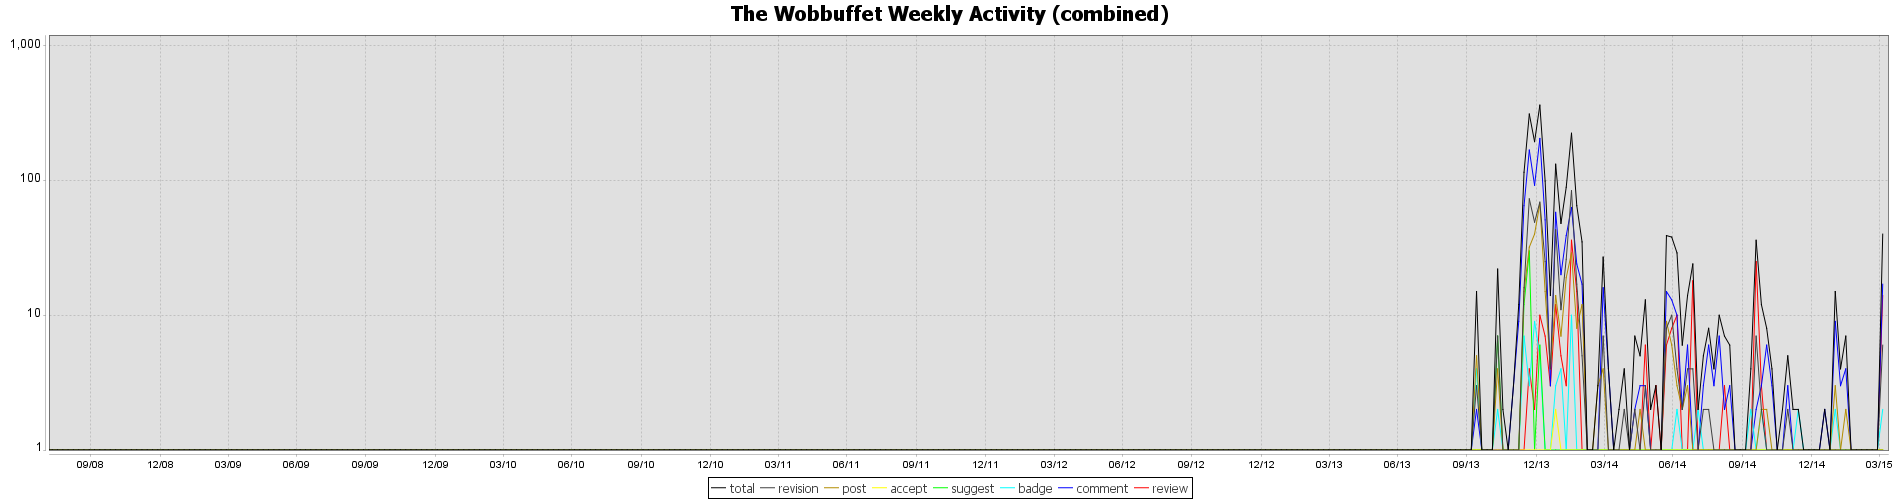 The Wobbuffet Weekly Activity (combined)
1,000
100
10
1
09/08 12/08 03/09 06/09 09/09 12/09 03/10 06/10 09/10 12/10 03/11 06/11 09/11 12/11 03/12 06/12 09/12 12/12 03/13 06/13 09/13 12/13 03/14 06/14 09/14 12/14 03/15
total revision post accept suggest badge comment review